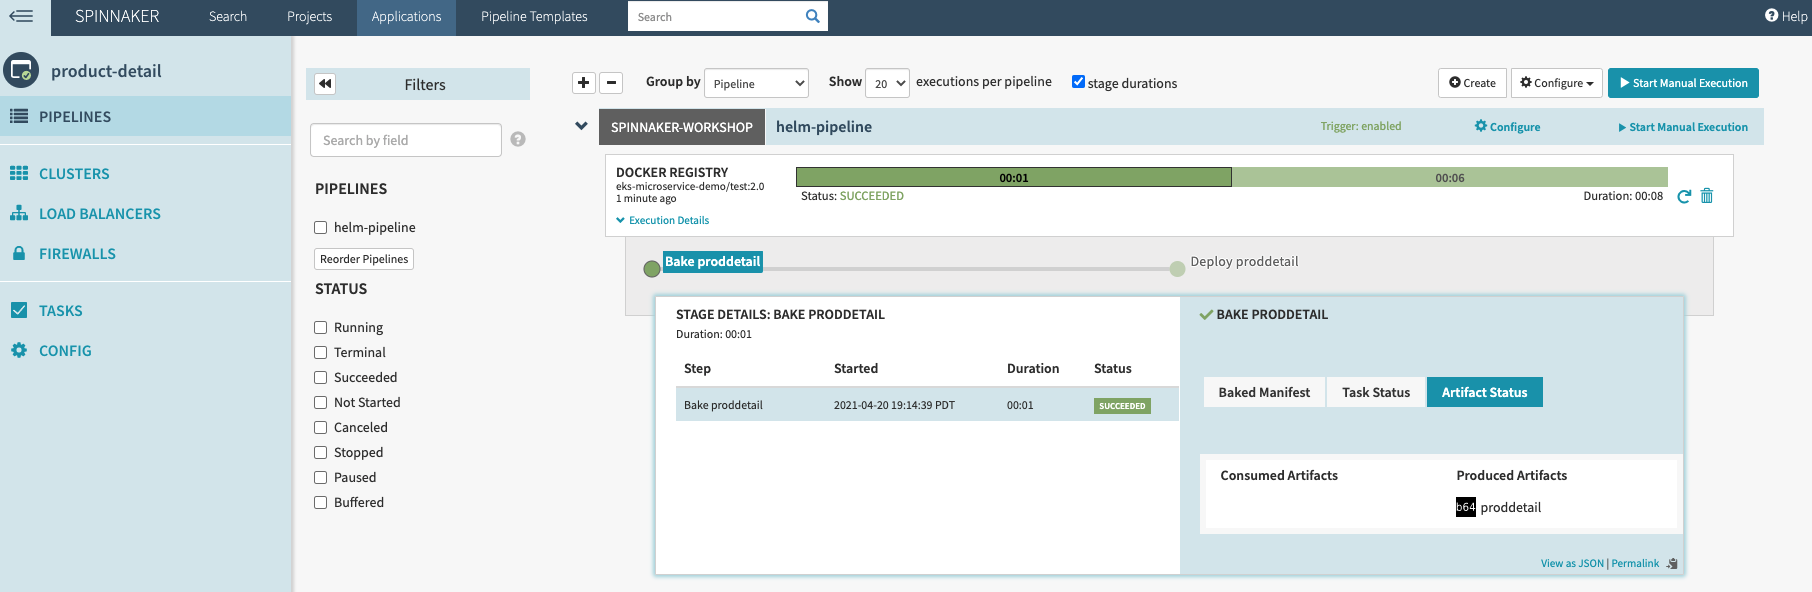 SPINNAKER Search Projects Applications Pipeline Templates Search Help
product-detail
PIPELINES
CLUSTERS
LOAD BALANCERS
FIREWALLS
TASKS
CONFIG
Filters
Search by field
PIPELINES
helm-pipeline
Reorder Pipelines
STATUS
Running
Terminal
Succeeded
Not Started
Canceled
Stopped
Paused
Buffered
Group by Pipeline Show 20 executions per pipeline stage durations Create Configure Start Manual Execution
SPINNAKER-WORKSHOP helm-pipeline Trigger: enabled Configure Start Manual Execution
DOCKER REGISTRY
eks-microservice-demo/test:2.0
1 minute ago
Execution Details
00:01 00:06
Status: SUCCEEDED Duration: 00:08
Bake proddetail Deploy proddetail
STAGE DETAILS: BAKE PRODDETAIL
Duration: 00:01
Step Started Duration Status
Bake proddetail 2021-04-20 19:14:39 PDT 00:01 SUCCEEDED
BAKE PRODDETAIL
Baked Manifest Task Status Artifact Status
Consumed Artifacts Produced Artifacts
b64 proddetail
View as JSON | Permalink